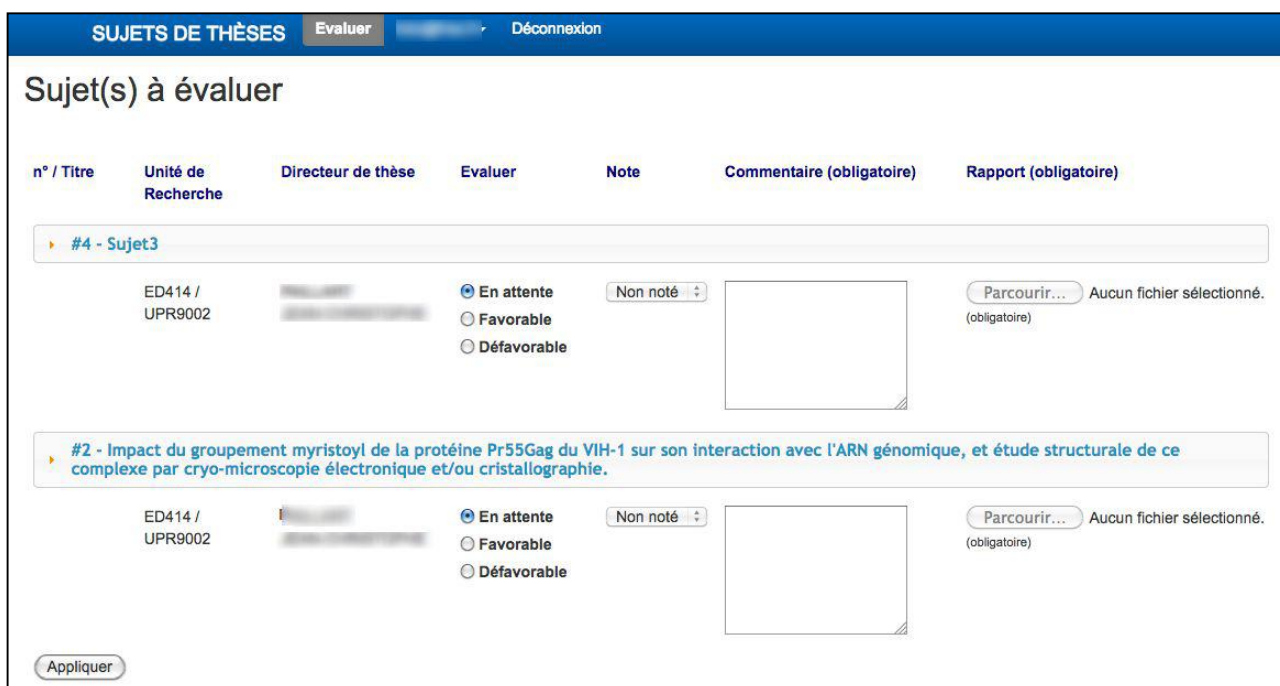 SUJETS DE THÈSES Evaluer Déconnexion
Sujet(s) à évaluer
n° / Titre Unité de Recherche Directeur de thèse Evaluer Note Commentaire (obligatoire) Rapport (obligatoire)
#4 - Sujet3
ED414 / En attente Non noté Parcourir... Aucun fichier sélectionné.
UPR9002 Favorable (obligatoire)
Défavorable
#2 - Impact du groupement myristoyl de la protéine Pr55Gag du VIH-1 sur son interaction avec l'ARN génomique, et étude structurale de ce
complexe par cryo-microscopie électronique et/ou cristallographie.
ED414 / En attente Non noté Parcourir... Aucun fichier sélectionné.
UPR9002 Favorable (obligatoire)
Défavorable
Appliquer